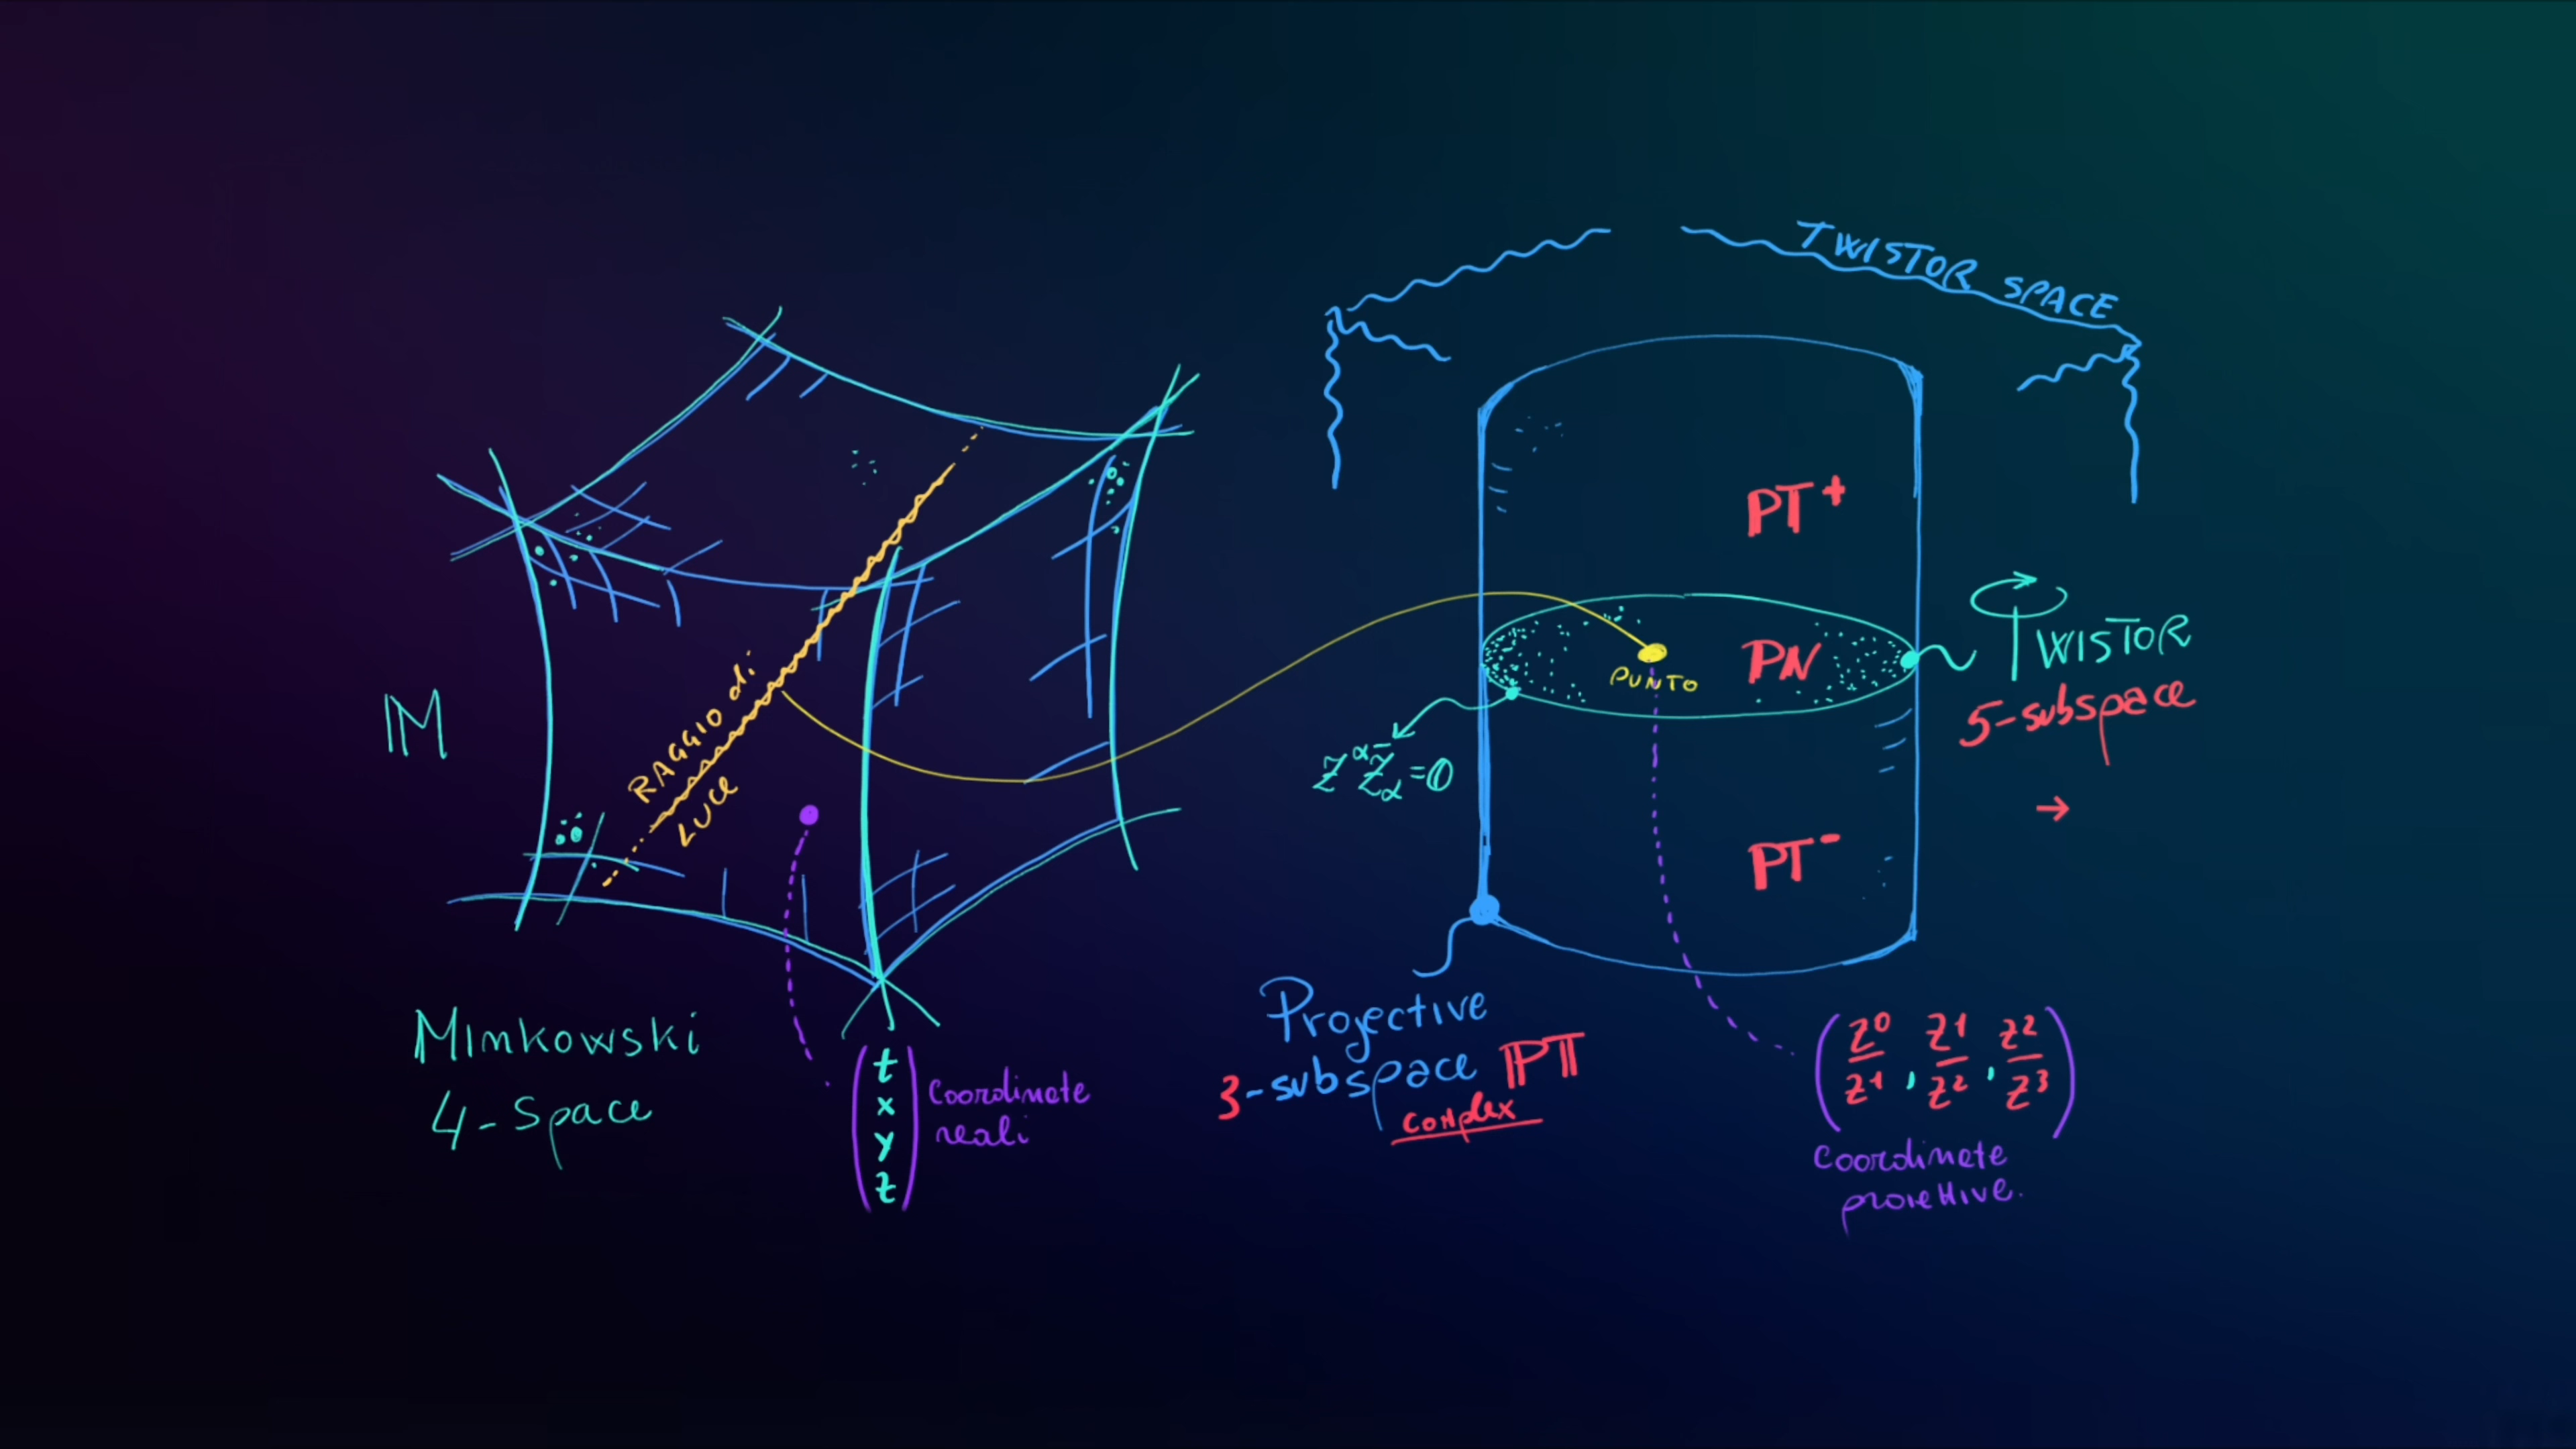 TWISTOR SPACE
PT+
TWISTOR
5-subspace
→
PN
PUNTO
RAGGIO di
LUCE
M
Z^α Z̄_α = 0
PT-
Projective
3-subspace PT
complex
Minkowski
4-Space
t
x
y
z
Coordinate
reali
(Z⁰/Z¹, Z¹/Z², Z²/Z³)
Coordinate
proiettive.